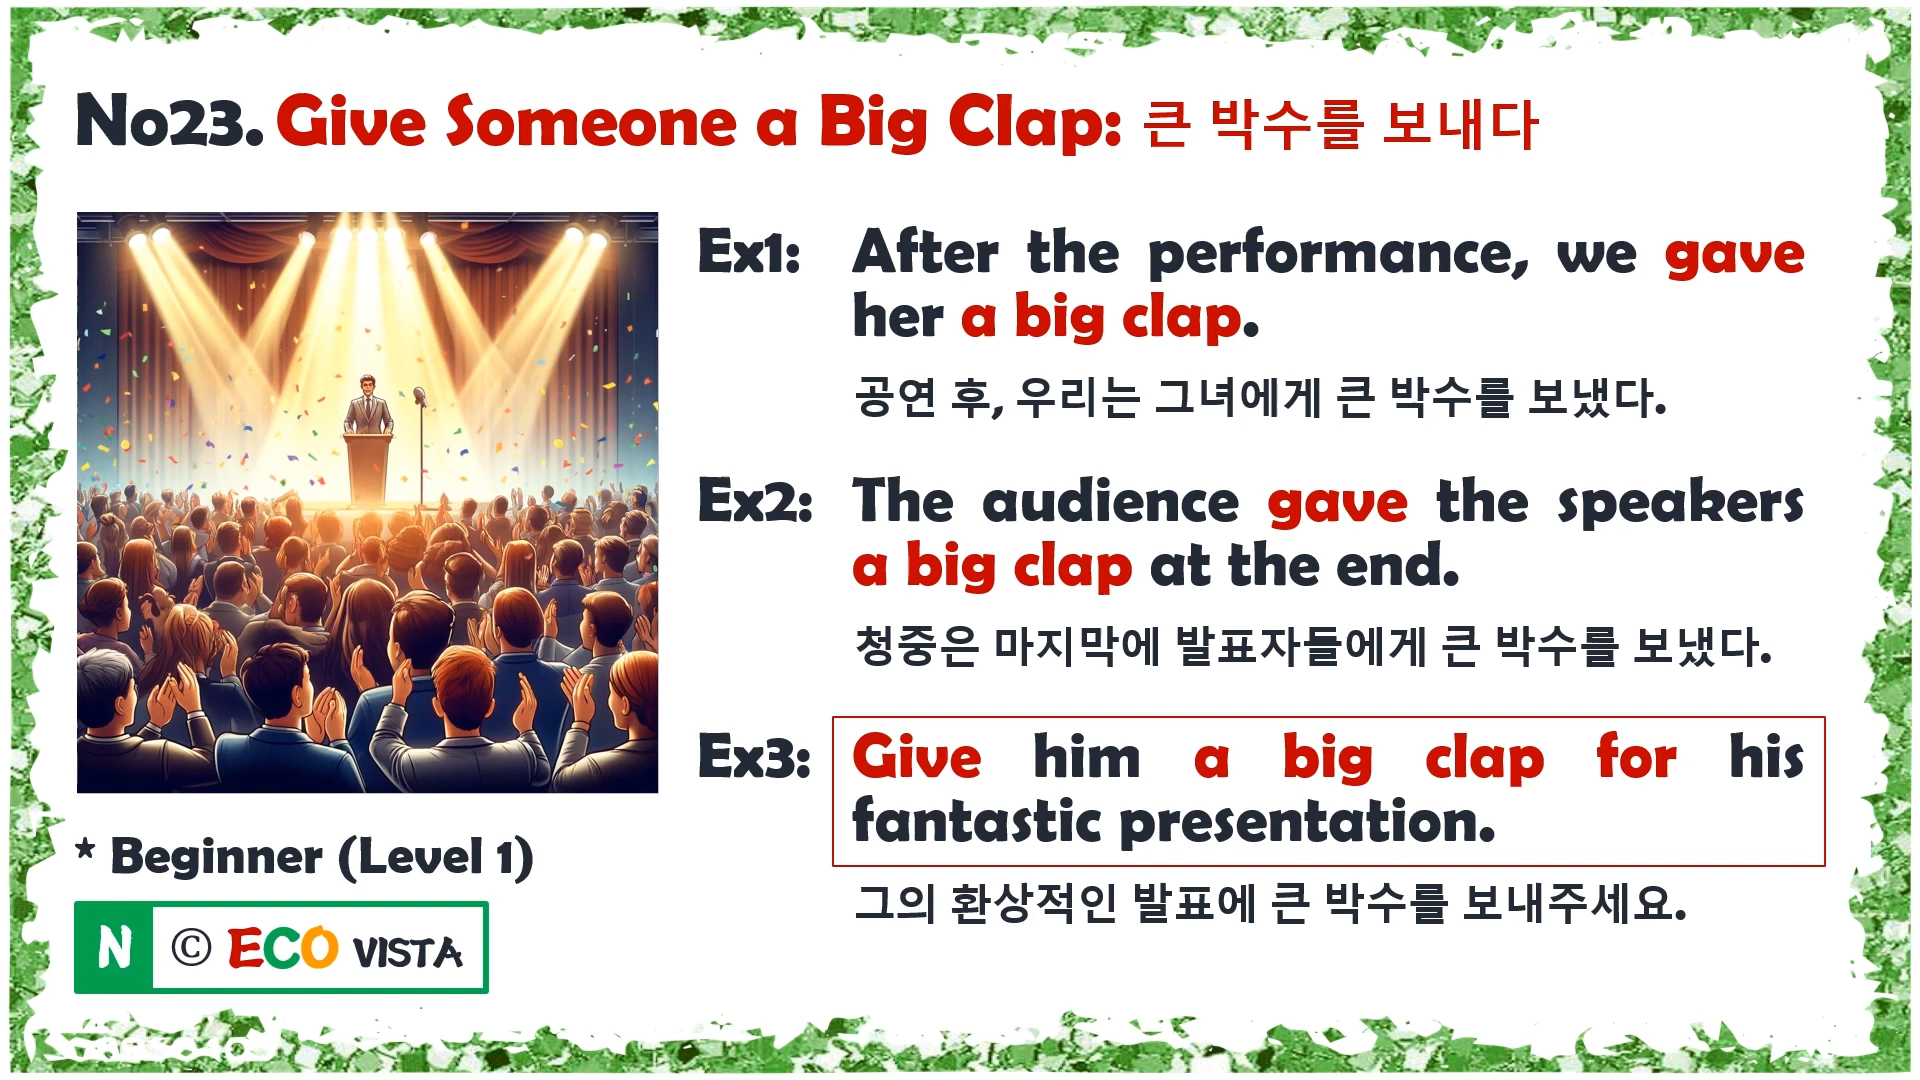 No23. Give Someone a Big Clap: 큰 박수를 보내다
Ex1: After the performance, we gave
her a big clap.
공연 후, 우리는 그녀에게 큰 박수를 보냈다.
Ex2: The audience gave the speakers
a big clap at the end.
청중은 마지막에 발표자들에게 큰 박수를 보냈다.
Ex3: Give him a big clap for his
fantastic presentation.
그의 환상적인 발표에 큰 박수를 보내주세요.
* Beginner (Level 1)
N © ECO VISTA